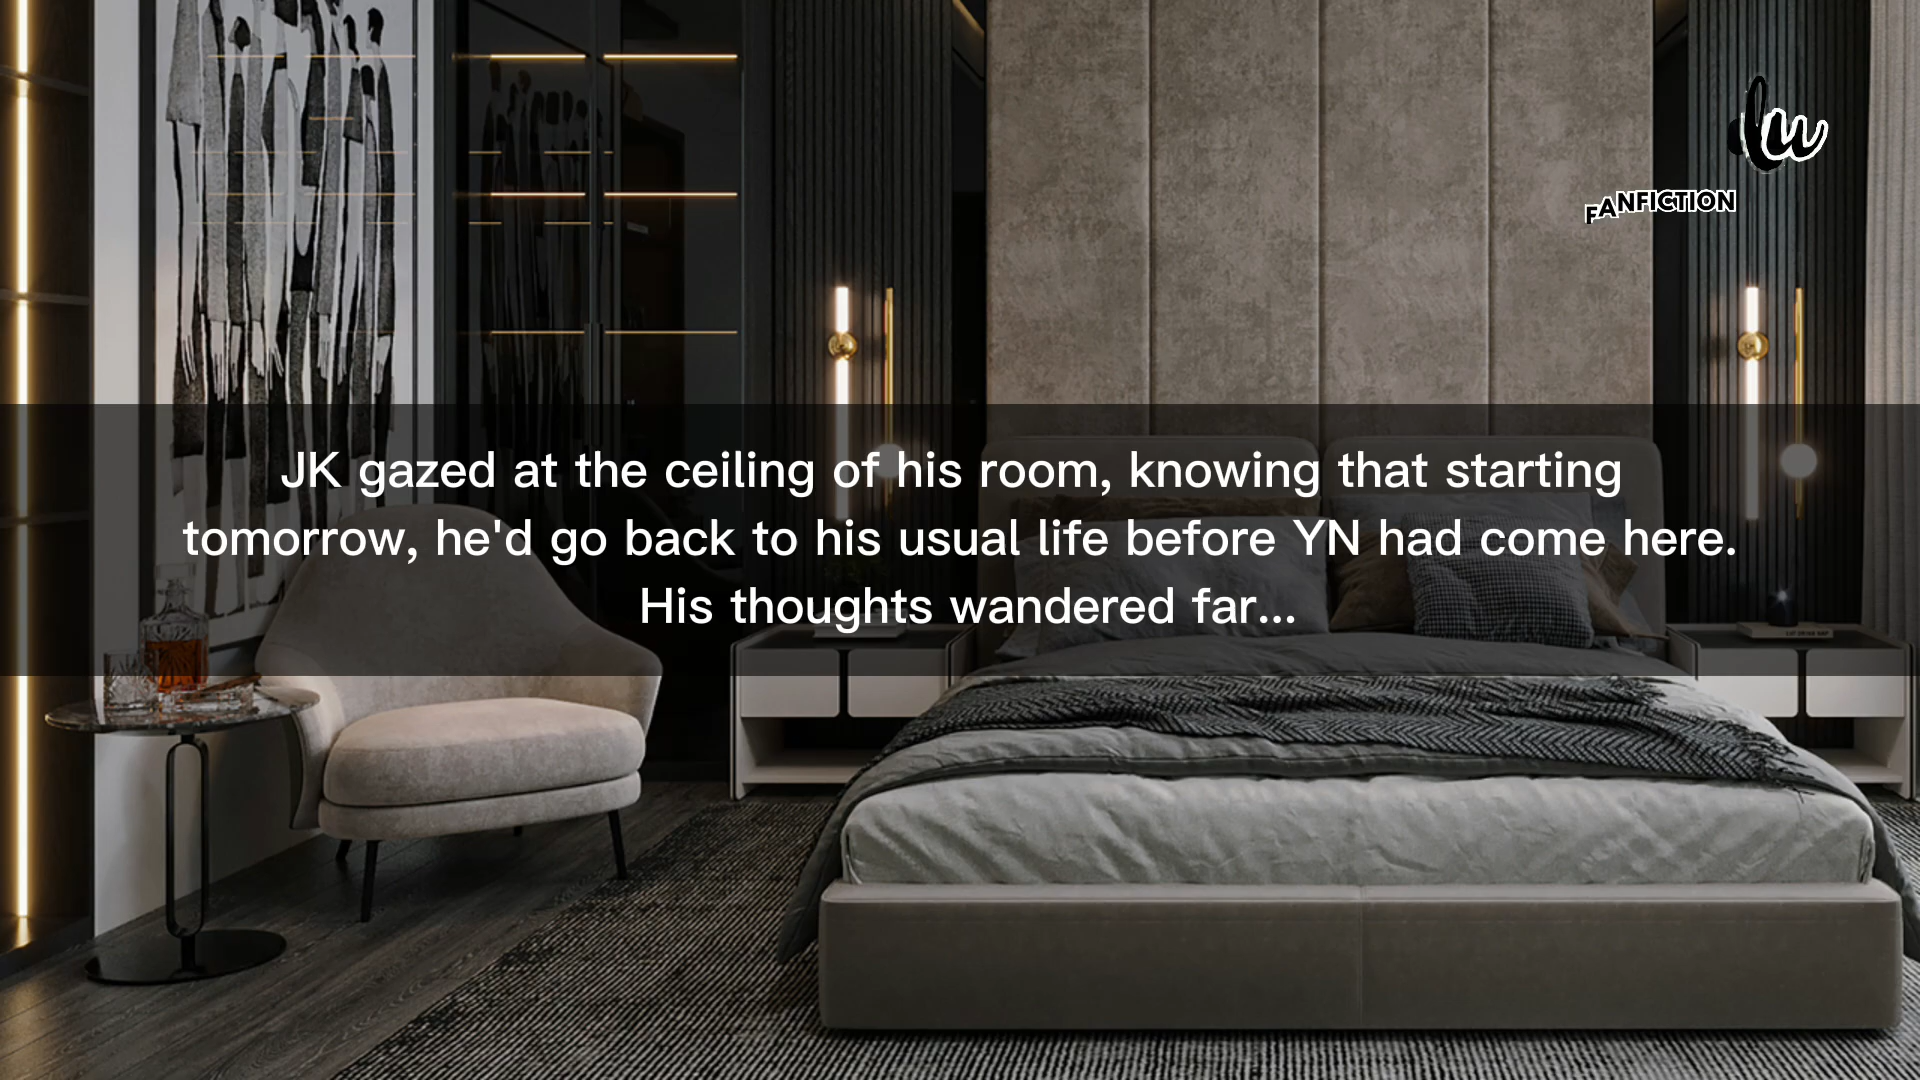 lu
FANFICTION
JK gazed at the ceiling of his room, knowing that starting
tomorrow, he'd go back to his usual life before YN had come here.
His thoughts wandered far...